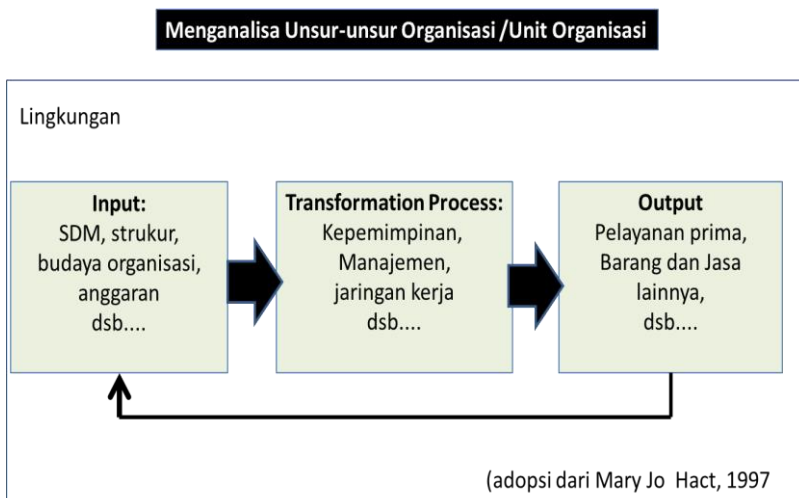 Menganalisa Unsur-unsur Organisasi /Unit Organisasi
Lingkungan
Input:
SDM, strukur,
budaya organisasi,
anggaran
dsb....
Transformation Process:
Kepemimpinan,
Manajemen,
jaringan kerja
dsb....
Output
Pelayanan prima,
Barang dan Jasa
lainnya,
dsb....
(adopsi dari Mary Jo Hact, 1997